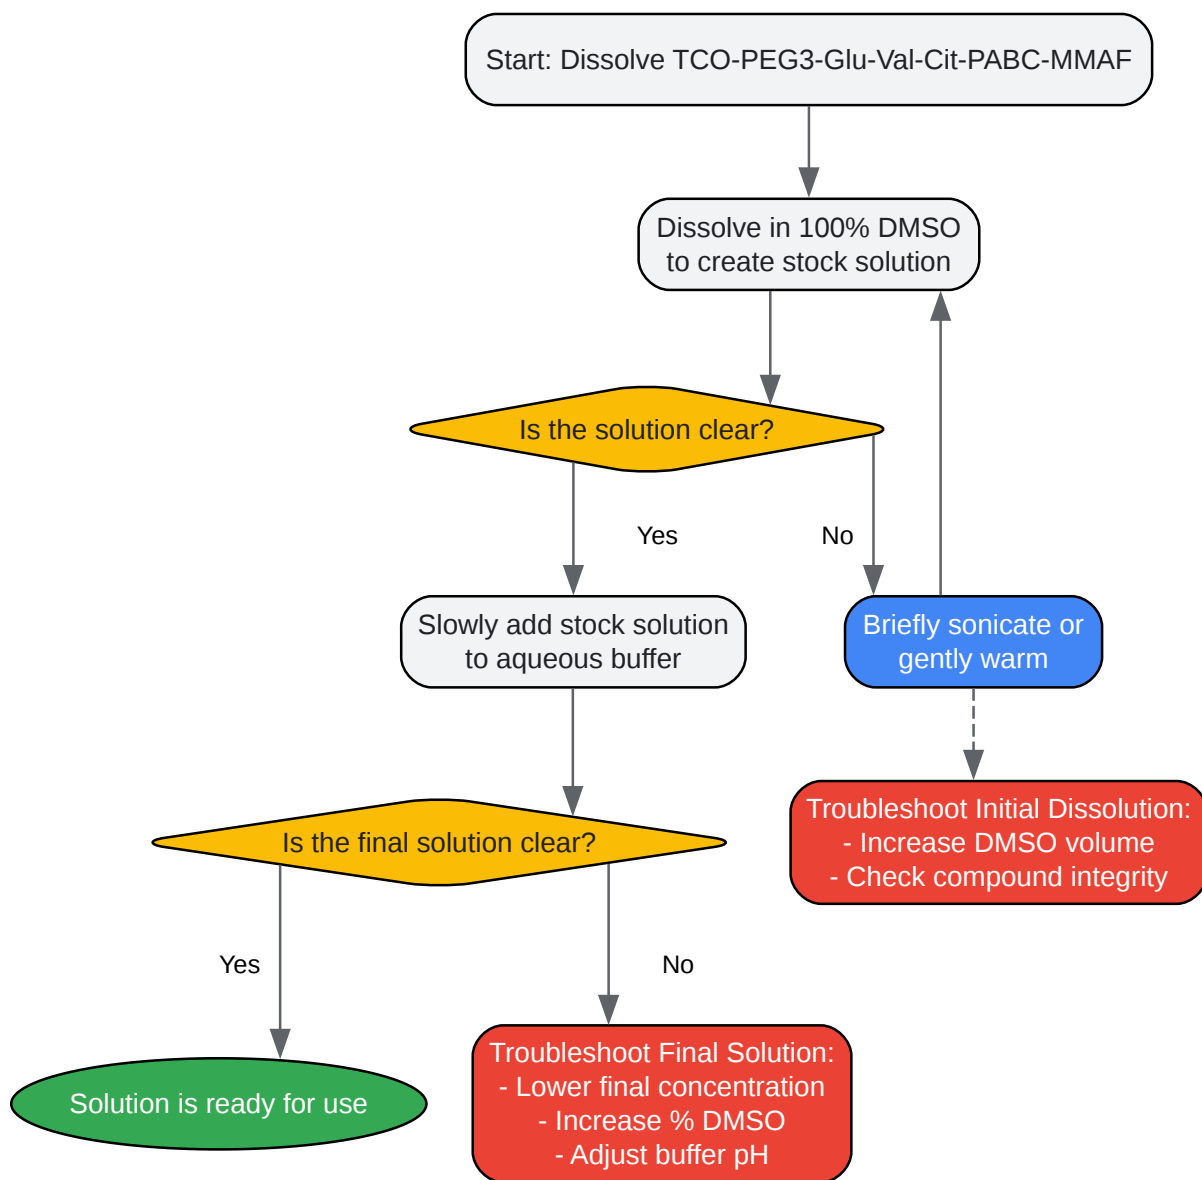 Start: Dissolve TCO-PEG3-Glu-Val-Cit-PABC-MMAF
Dissolve in 100% DMSO
to create stock solution
Is the solution clear?
Yes
No
Slowly add stock solution
to aqueous buffer
Briefly sonicate or
gently warm
Troubleshoot Initial Dissolution:
- Increase DMSO volume
- Check compound integrity
Is the final solution clear?
Yes
No
Solution is ready for use
Troubleshoot Final Solution:
- Lower final concentration
- Increase % DMSO
- Adjust buffer pH